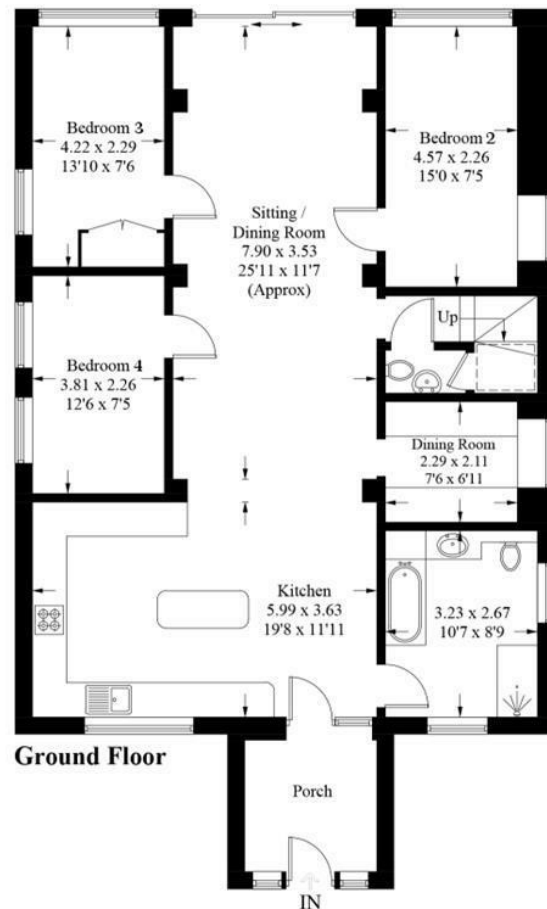 Bedroom 3
4.22 x 2.29
13'10 x 7'6
Bedroom 2
4.57 x 2.26
15'0 x 7'5
Sitting /
Dining Room
7.90 x 3.53
25'11 x 11'7
(Approx)
Up
Bedroom 4
3.81 x 2.26
12'6 x 7'5
Dining Room
2.29 x 2.11
7'6 x 6'11
Kitchen
5.99 x 3.63
19'8 x 11'11
3.23 x 2.67
10'7 x 8'9
Ground Floor
Porch
IN